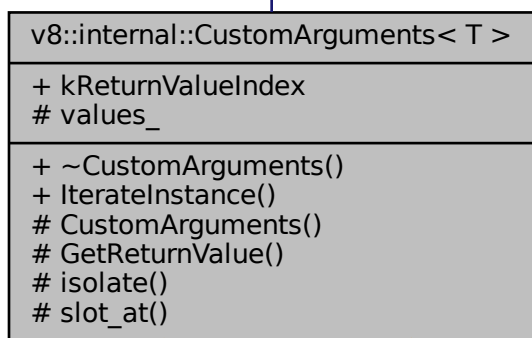 v8::internal::CustomArguments< T >
+ kReturnValueIndex
# values_
+ ~CustomArguments()
+ IterateInstance()
# CustomArguments()
# GetReturnValue()
# isolate()
# slot_at()